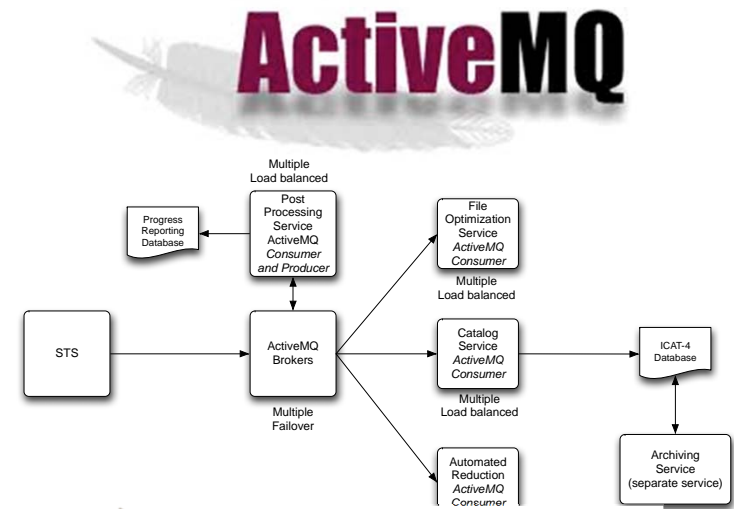 ActiveMQ
Multiple
Load balanced
Post
Processing
Service
ActiveMQ
Consumer
and Producer
Progress
Reporting
Database
File
Optimization
Service
ActiveMQ
Consumer
Multiple
Load balanced
STS
ActiveMQ
Brokers
Multiple
Failover
Catalog
Service
ActiveMQ
Consumer
Multiple
Load balanced
ICAT-4
Database
Automated
Reduction
ActiveMQ
Consumer
Archiving
Service
(separate service)